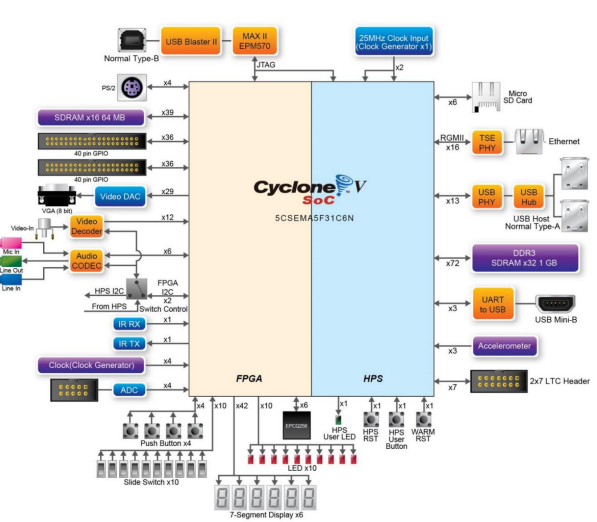 Normal Type-B
USB Blaster II
MAX II
EPM570
25MHz Clock Input
(Clock Generator x1)
JTAG
x2
PS/2
x4
x6
Micro
SD Card
SDRAM x16 64 MB
x39
x36
40 pin GPIO
x36
40 pin GPIO
RGMII
x16
TSE
PHY
Ethernet
VGA (8 bit)
Video DAC
x29
Cyclone V
SoC
5CSEMA5F31C6N
x13
USB
PHY
USB
Hub
USB Host
Normal Type-A
Video-In
Video
Decoder
x12
Mic In
Line Out
Line In
Audio
CODEC
x6
x72
DDR3
SDRAM x32 1 GB
HPS I2C
FPGA
I2C
x2
From HPS
Switch Control
x3
UART
to USB
USB Mini-B
IR RX
x1
IR TX
x1
x3
Accelerometer
Clock(Clock Generator)
x4
ADC
x4
FPGA
HPS
x7
2x7 LTC Header
x4
x10
x42
x10
x6
x1
x1
x1
x1
EPCQ256
Push Button x4
HPS
User LED
HPS
RST
HPS
User
Button
WARM
RST
LED x10
Slide Switch x10
7-Segment Display x6